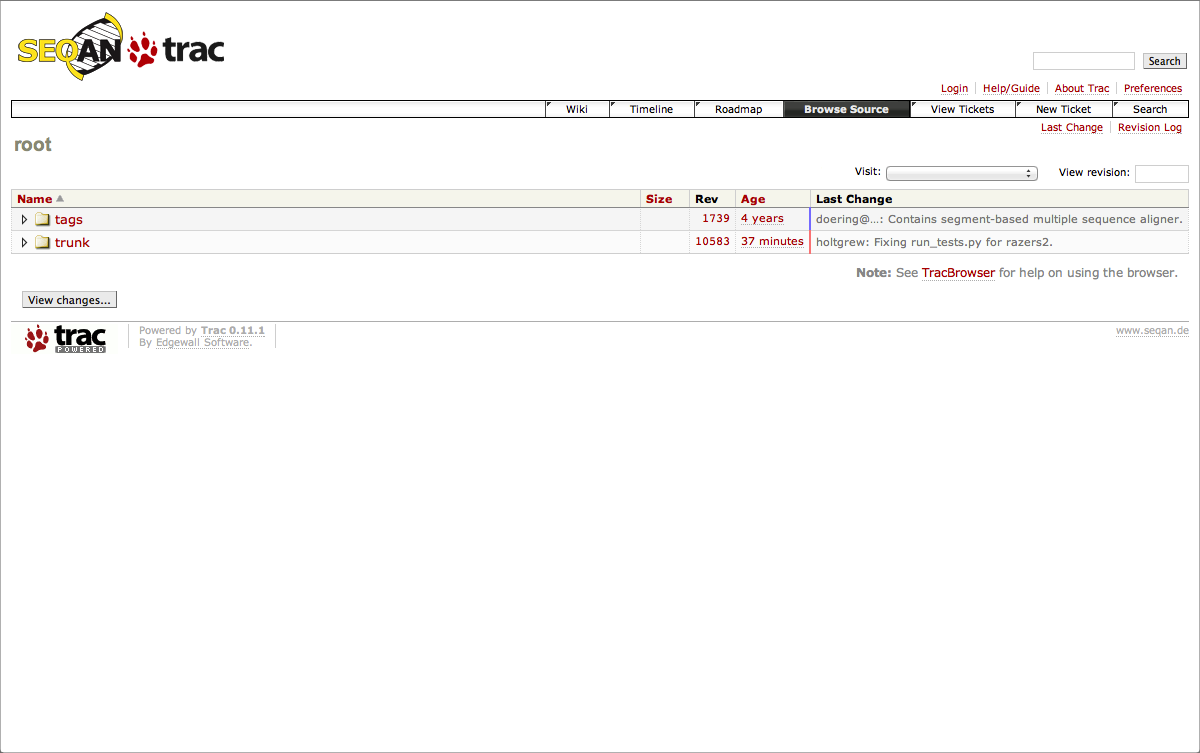 SEQAN trac
Search
Login Help/Guide About Trac Preferences
Wiki Timeline Roadmap Browse Source View Tickets New Ticket Search
Last Change Revision Log
root
Visit: View revision:
Name Size Rev Age Last Change
tags 1739 4 years doering@…: Contains segment-based multiple sequence aligner.
trunk 10583 37 minutes holtgrew: Fixing run_tests.py for razers2.
Note: See TracBrowser for help on using the browser.
View changes...
trac POWERED
Powered by Trac 0.11.1
By Edgewall Software.
www.seqan.de